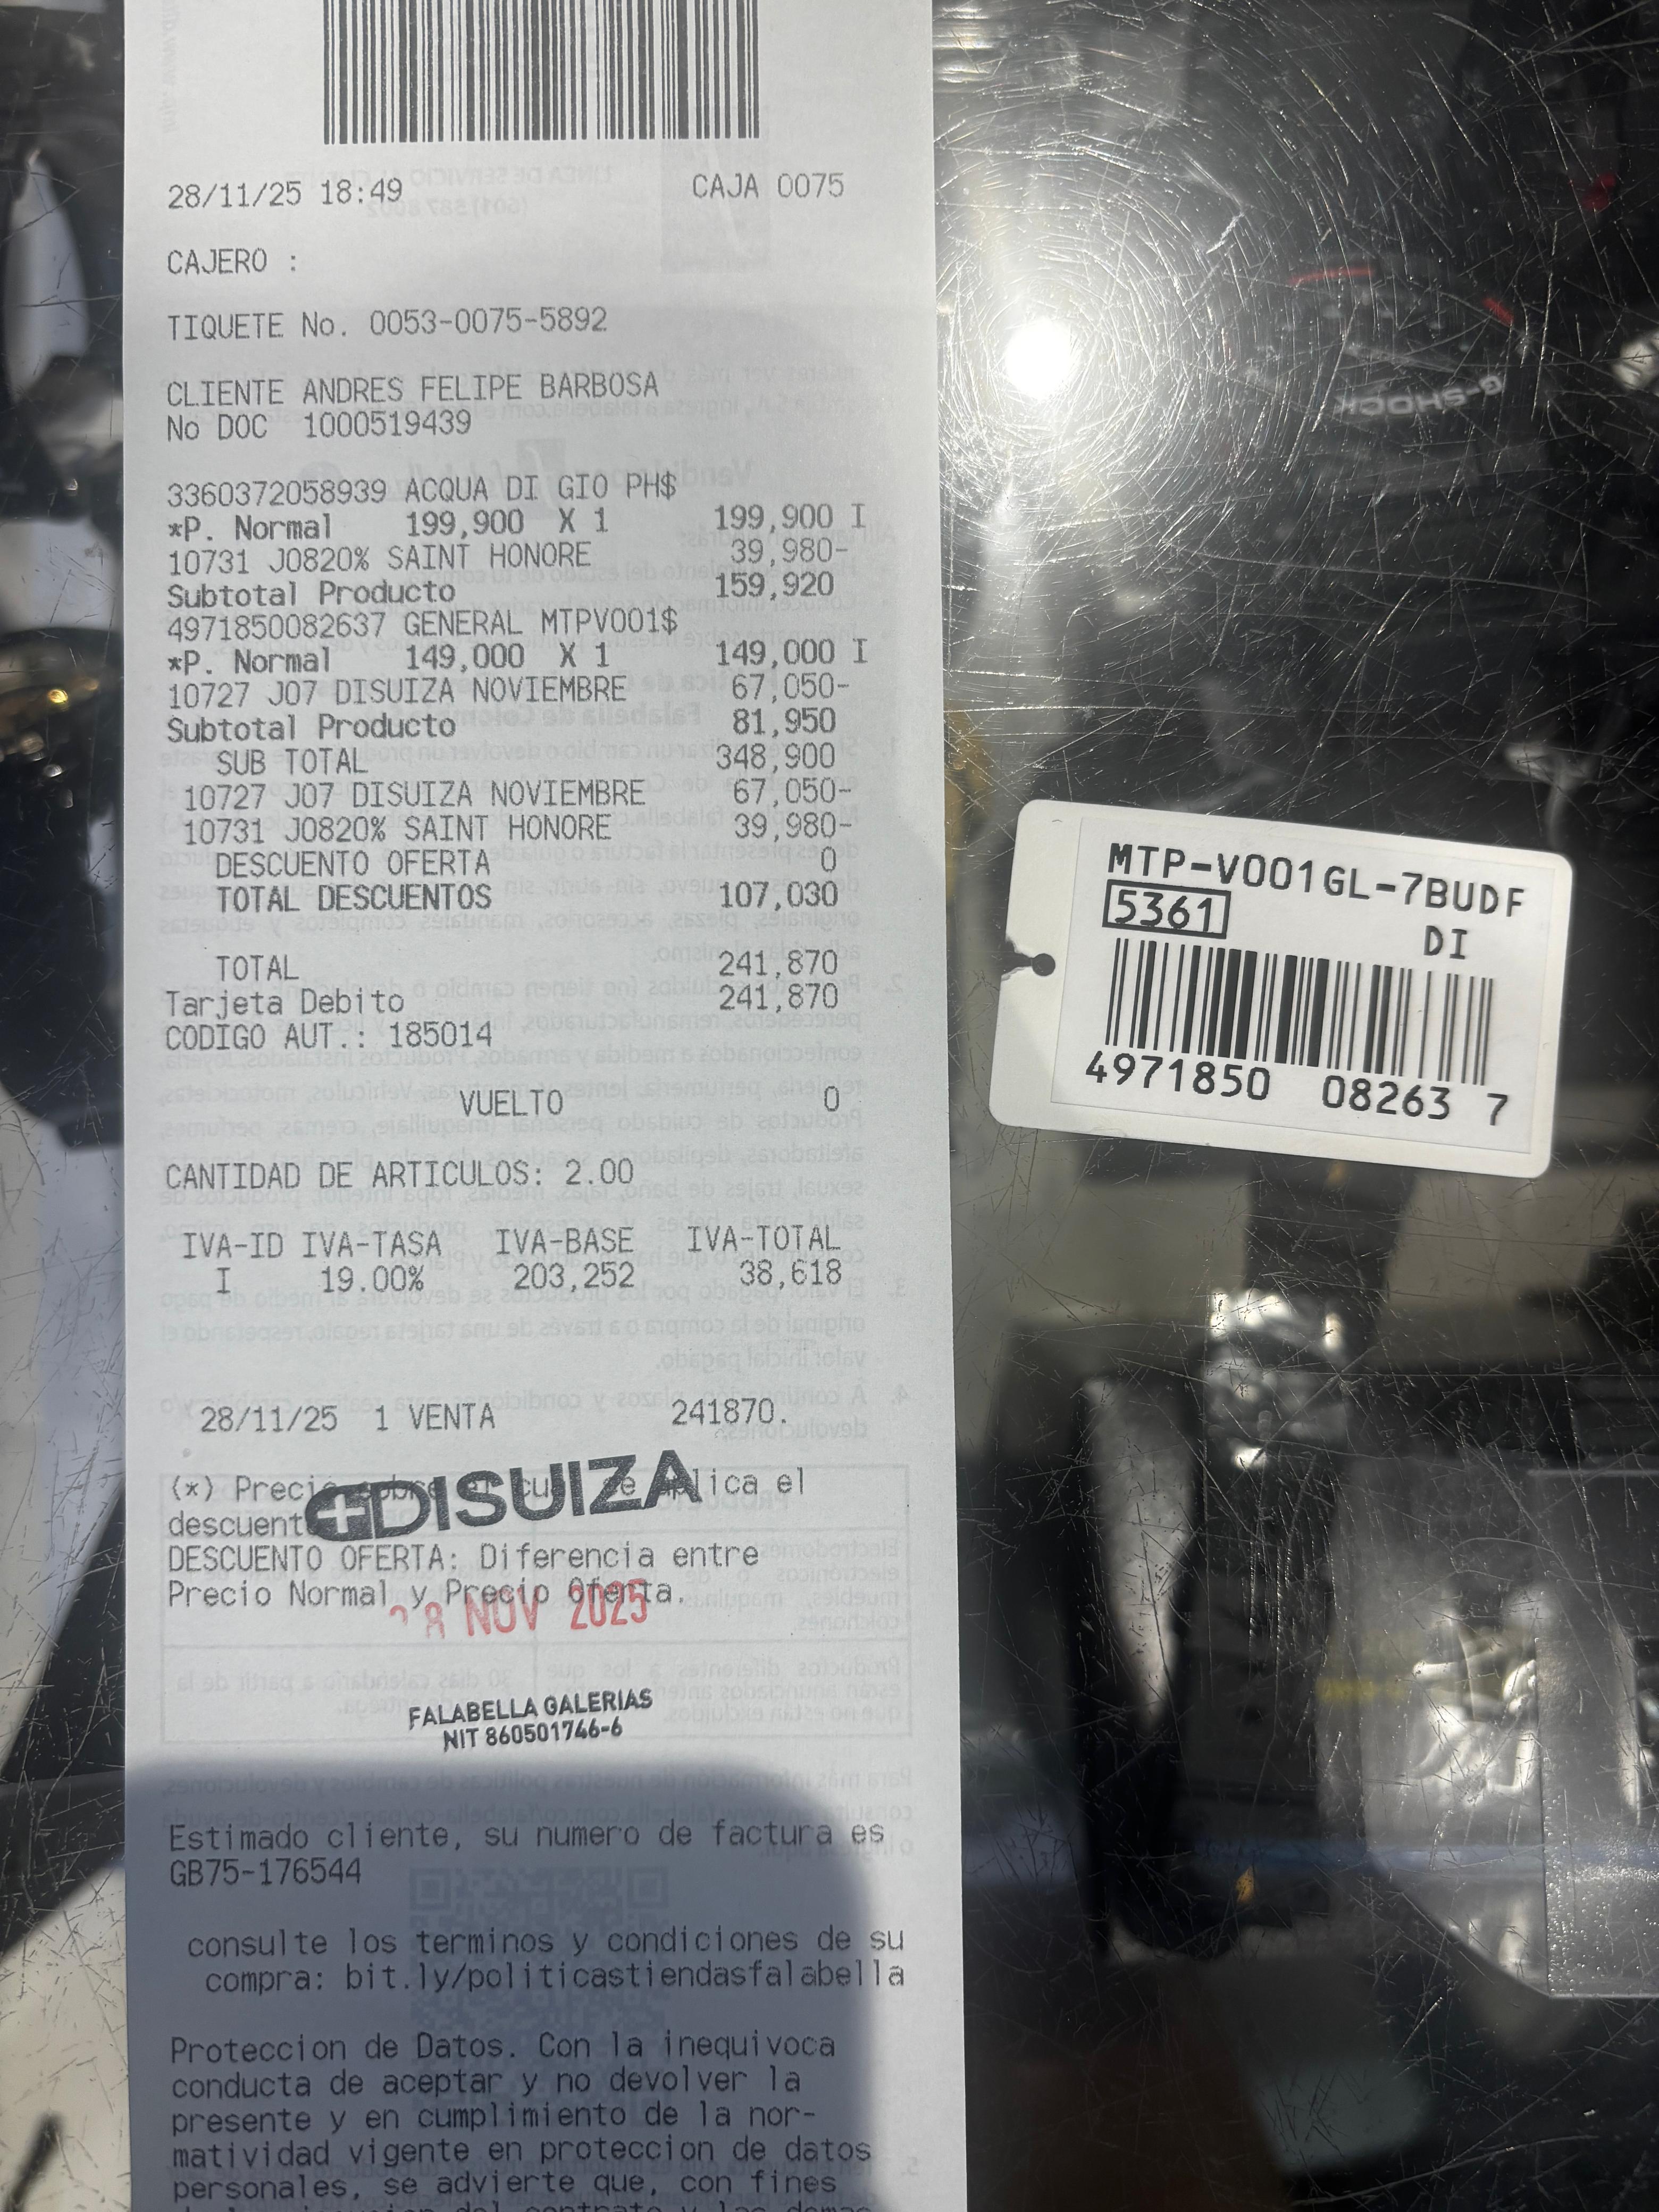 28/11/25 18:49 CAJA 0075
CAJERO :
TIQUETE No. 0053-0075-5892
CLIENTE ANDRES FELIPE BARBOSA
No DOC 1000519439
3360372058939 ACQUA DI GIO PH$
*P. Normal 199,900 X 1 199,900 I
10731 J0820% SAINT HONORE 39,980-
Subtotal Producto 159,920
4971850082637 GENERAL MTPV001$
*P. Normal 149,000 X 1 149,000 I
10727 J07 DISUIZA NOVIEMBRE 67,050-
Subtotal Producto 81,950
SUB TOTAL 348,900
10727 J07 DISUIZA NOVIEMBRE 67,050-
10731 J0820% SAINT HONORE 39,980-
DESCUENTO OFERTA 0
TOTAL DESCUENTOS 107,030
TOTAL 241,870
Tarjeta Debito 241,870
CODIGO AUT.: 185014
VUELTO 0
CANTIDAD DE ARTICULOS: 2.00
IVA-ID IVA-TASA IVA-BASE IVA-TOTAL
I 19.00% 203,252 38,618
28/11/25 1 VENTA 241870.
(*) Precio sobre el cual se aplica el
descuent
DISUIZA
DESCUENTO OFERTA: Diferencia entre
Precio Normal y Precio Oferta.
28 NOV 2025
FALABELLA GALERIAS
NIT 860501746-6
Estimado cliente, su numero de factura es
GB75-176544
consulte los terminos y condiciones de su
compra: bit.ly/politicastiendasfalabella
Proteccion de Datos. Con la inequivoca
conducta de aceptar y no devolver la
presente y en cumplimiento de la nor-
matividad vigente en proteccion de datos
personales, se advierte que, con fines
MTP-V001GL-7BUDF
5361
DI
4971850 08263 7
G-SHOCK